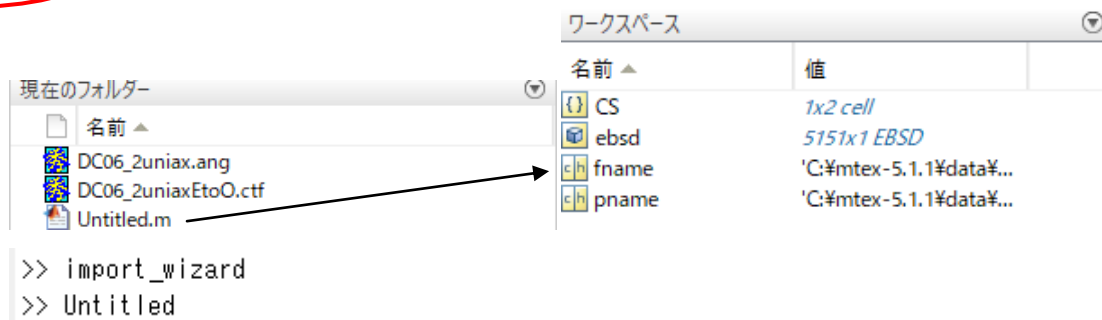 ワークスペース
名前 値
CS 1x2 cell
ebsd 5151x1 EBSD
fname 'C:¥mtex-5.1.1¥data¥...
pname 'C:¥mtex-5.1.1¥data¥...
現在のフォルダー
名前
DC06_2uniax.ang
DC06_2uniaxEtoO.ctf
Untitled.m
>> import_wizard
>> Untitled